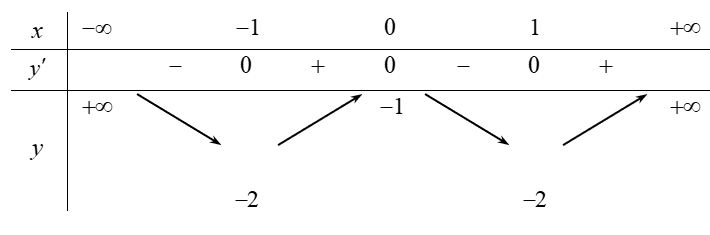 x −∞ −1 0 1 +∞
y′ − 0 + 0 − 0 +
+∞ −1 +∞
y
−2 −2